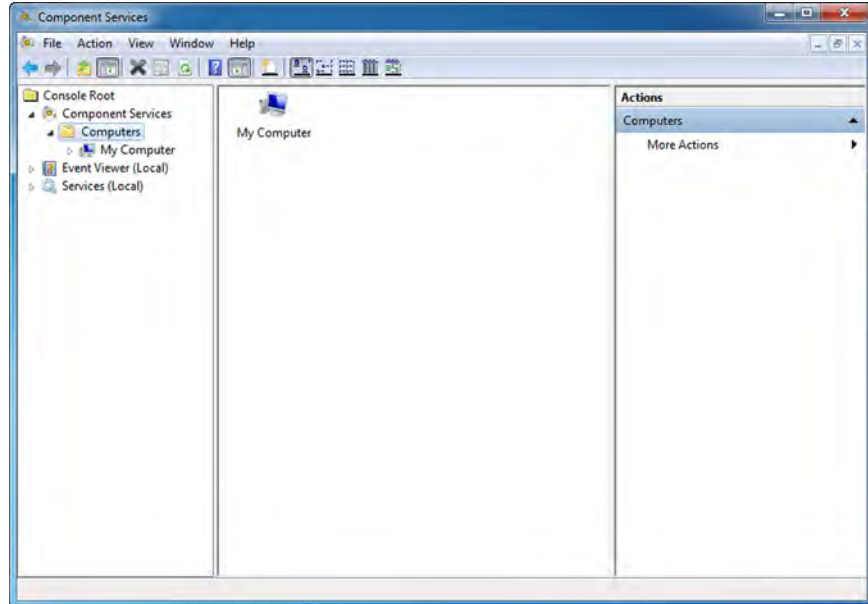 Component Services
File Action View Window Help
Console Root
Component Services
Computers
My Computer
Event Viewer (Local)
Services (Local)
My Computer
Actions
Computers
More Actions